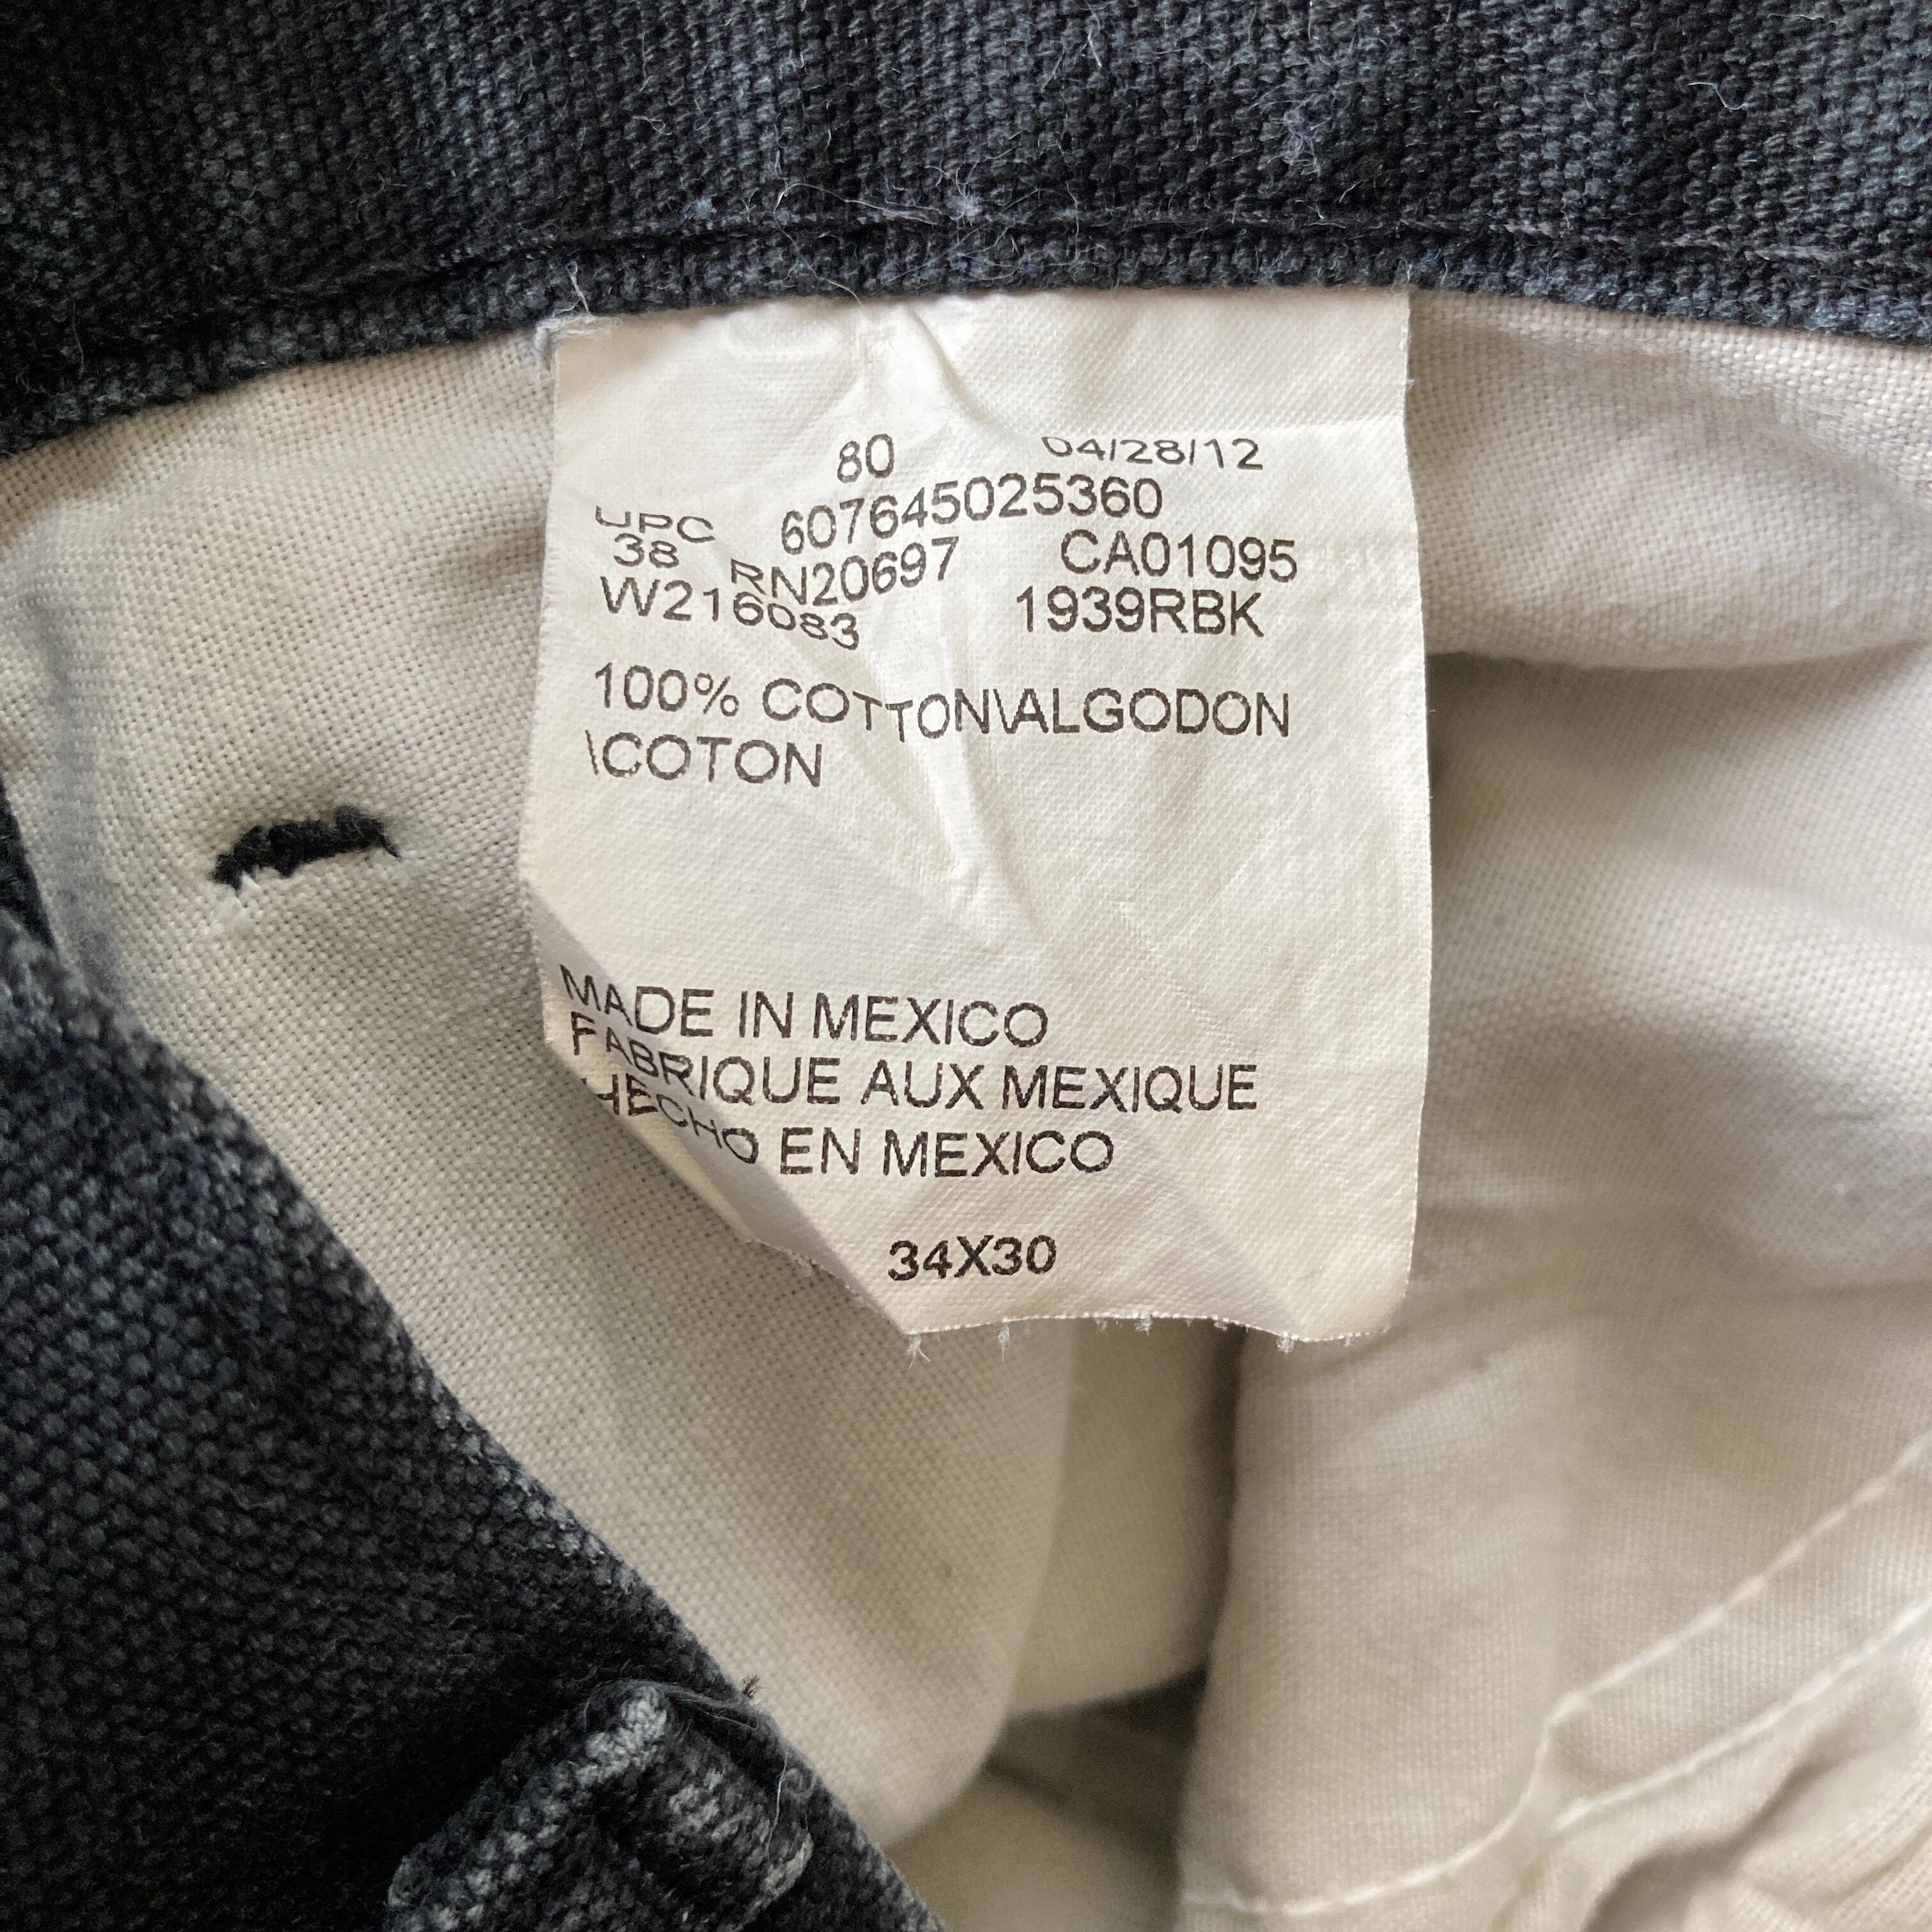 80 04/28/12
UPC 607645025360
38 RN20697 CA01095
W216083 1939RBK
100% COTTON\ALGODON
\COTON
MADE IN MEXICO
FABRIQUE AUX MEXIQUE
HECHO EN MEXICO
34X30